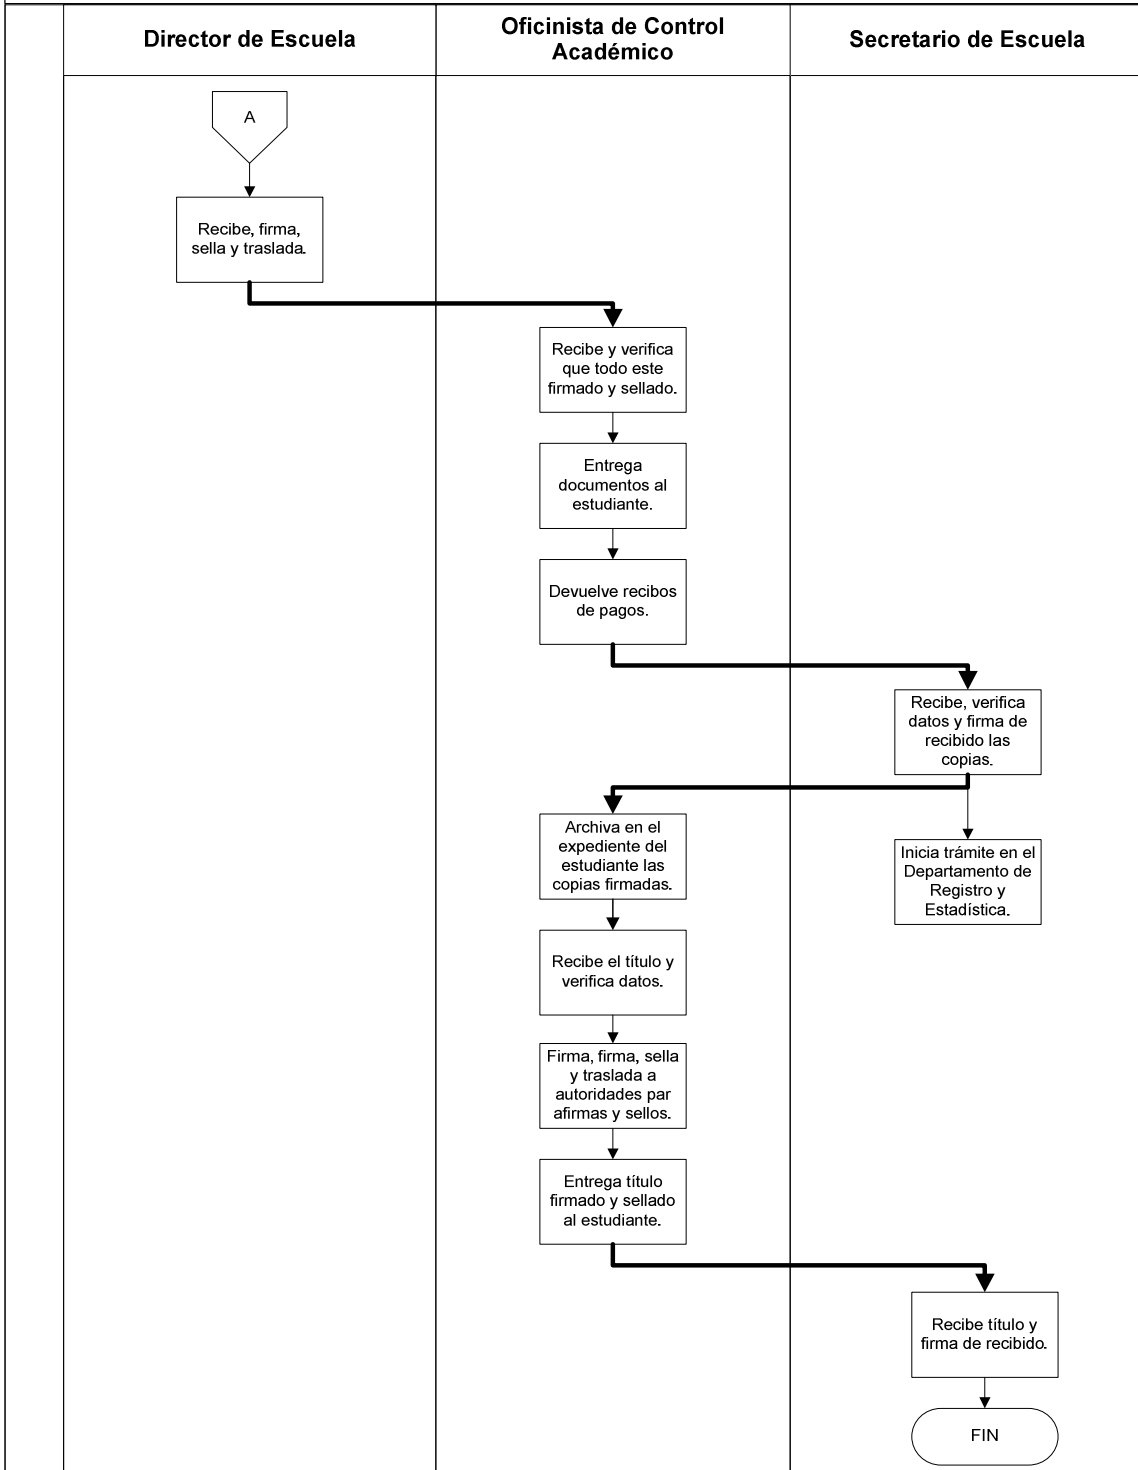 Director de Escuela
Oficinista de Control
Académico
Secretario de Escuela
A
Recibe, firma,
sella y traslada.
Recibe y verifica
que todo este
firmado y sellado.
Entrega
documentos al
estudiante.
Devuelve recibos
de pagos.
Recibe, verifica
datos y firma de
recibido las
copias.
Archiva en el
expediente del
estudiante las
copias firmadas.
Inicia trámite en el
Departamento de
Registro y
Estadística.
Recibe el título y
verifica datos.
Firma, firma, sella
y traslada a
autoridades par
afirmas y sellos.
Entrega título
firmado y sellado
al estudiante.
Recibe título y
firma de recibido.
FIN